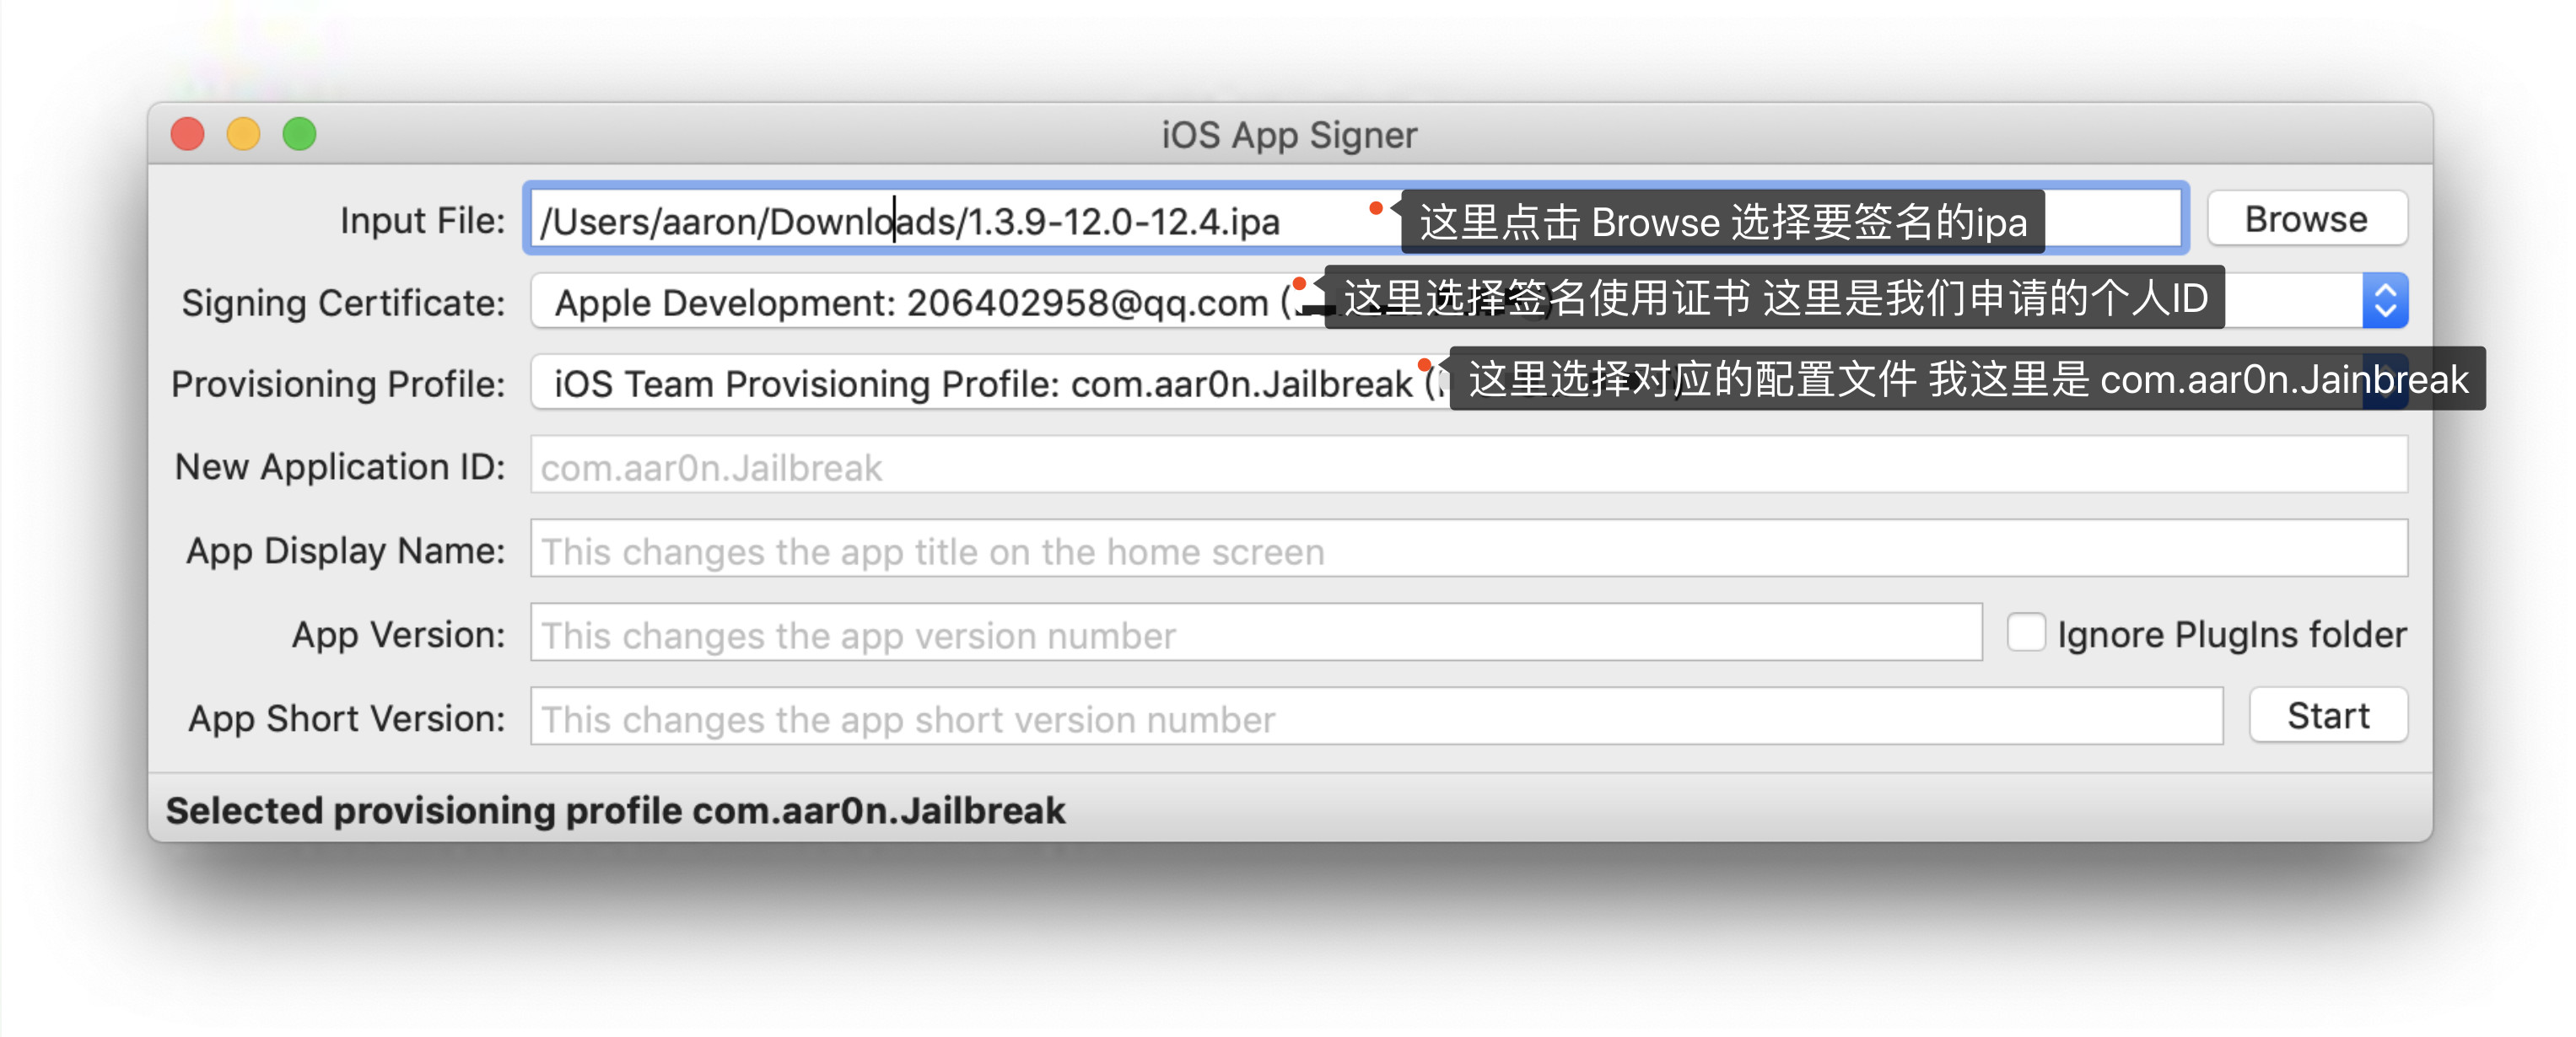 iOS App Signer
Input File: /Users/aaron/Downloads/1.3.9-12.0-12.4.ipa 这里点击 Browse 选择要签名的ipa Browse
Signing Certificate: Apple Development: 206402958@qq.com ( 这里选择签名使用证书 这里是我们申请的个人ID
Provisioning Profile: iOS Team Provisioning Profile: com.aar0n.Jailbreak ( 这里选择对应的配置文件 我这里是 com.aar0n.Jainbreak
New Application ID: com.aar0n.Jailbreak
App Display Name: This changes the app title on the home screen
App Version: This changes the app version number Ignore PlugIns folder
App Short Version: This changes the app short version number Start
Selected provisioning profile com.aar0n.Jailbreak